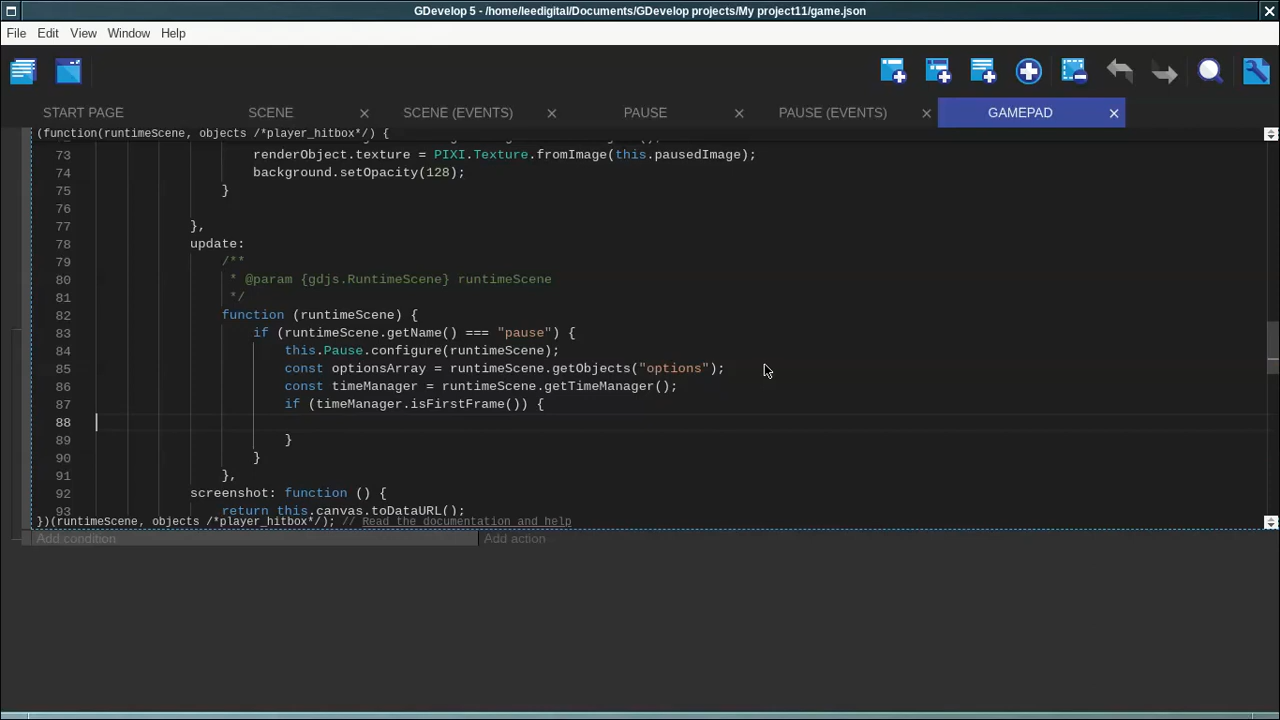 GDevelop 5 - /home/leedigital/Documents/GDevelop projects/My project11/game.json
File Edit View Window Help
START PAGE SCENE SCENE (EVENTS) PAUSE PAUSE (EVENTS) GAMEPAD
(function(runtimeScene, objects /*player_hitbox*/) {
73 renderObject.texture = PIXI.Texture.fromImage(this.pausedImage);
74 background.setOpacity(128);
75 }
76
77 },
78 update:
79 /**
80 * @param {gdjs.RuntimeScene} runtimeScene
81 */
82 function (runtimeScene) {
83 if (runtimeScene.getName() === "pause") {
84 this.Pause.configure(runtimeScene);
85 const optionsArray = runtimeScene.getObjects("options");
86 const timeManager = runtimeScene.getTimeManager();
87 if (timeManager.isFirstFrame()) {
88
89 }
90 }
91 },
92 screenshot: function () {
93 return this.canvas.toDataURL();
})(runtimeScene, objects /*player_hitbox*/); // Read the documentation and help
Add condition Add action